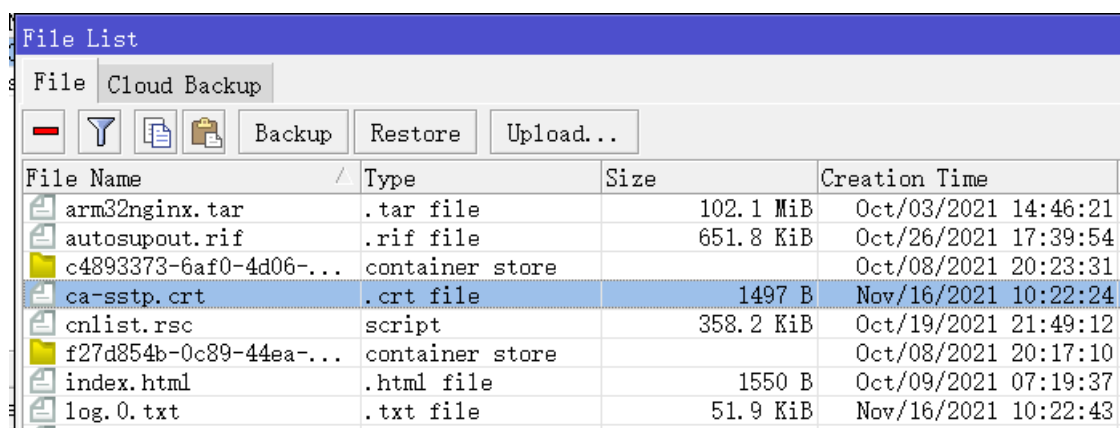 File List
File Cloud Backup
Backup Restore Upload...
File Name Type Size Creation Time
arm32nginx.tar .tar file 102.1 MiB Oct/03/2021 14:46:21
autosupout.rif .rif file 651.8 KiB Oct/26/2021 17:39:54
c4893373-6af0-4d06-... container store Oct/08/2021 20:23:31
ca-sstp.crt .crt file 1497 B Nov/16/2021 10:22:24
cnlist.rsc script 358.2 KiB Oct/19/2021 21:49:12
f27d854b-0c89-44ea-... container store Oct/08/2021 20:17:10
index.html .html file 1550 B Oct/09/2021 07:19:37
log.0.txt .txt file 51.9 KiB Nov/16/2021 10:22:43